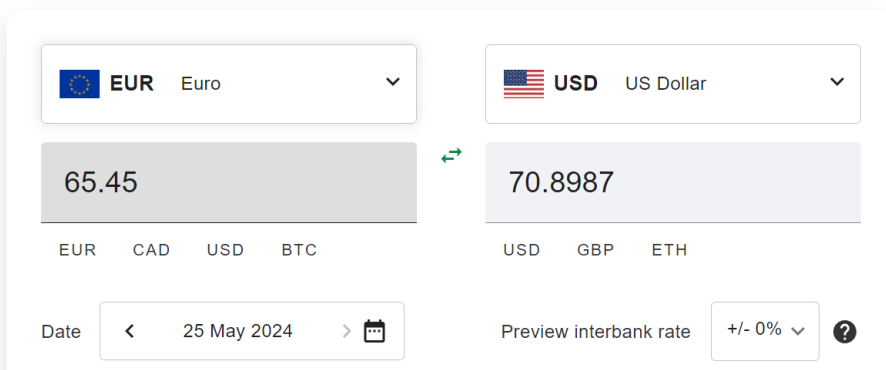 EUR Euro USD US Dollar
65.45 70.8987
EUR CAD USD BTC USD GBP ETH
Date 25 May 2024 Preview interbank rate +/- 0% ?